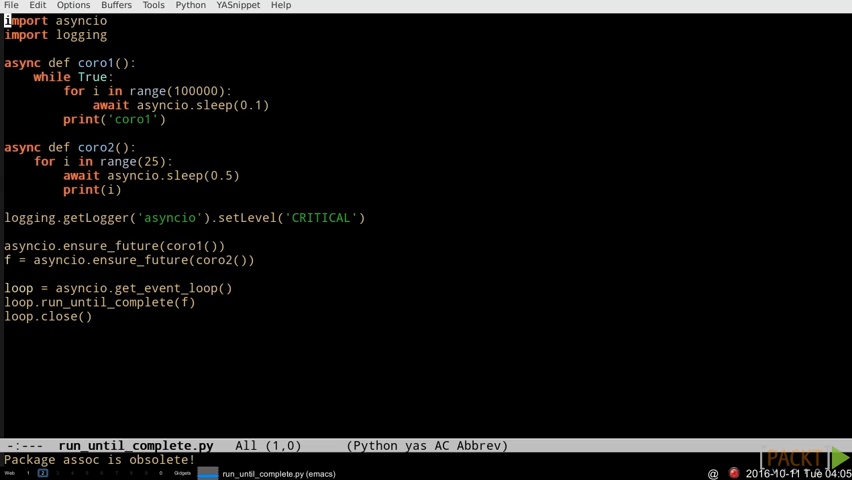 File Edit Options Buffers Tools Python YASnippet Help
import asyncio
import logging
async def coro1():
    while True:
        for i in range(100000):
            await asyncio.sleep(0.1)
        print('coro1')
async def coro2():
    for i in range(25):
        await asyncio.sleep(0.5)
        print(i)
logging.getLogger('asyncio').setLevel('CRITICAL')
asyncio.ensure_future(coro1())
f = asyncio.ensure_future(coro2())
loop = asyncio.get_event_loop()
loop.run_until_complete(f)
loop.close()
-:--- run_until_complete.py All (1,0) (Python yas AC Abbrev)
Package assoc is obsolete!
PACKT
Web 1 Gidgets run_until_complete.py (emacs) @ 2016-10-11 Tue 04:05